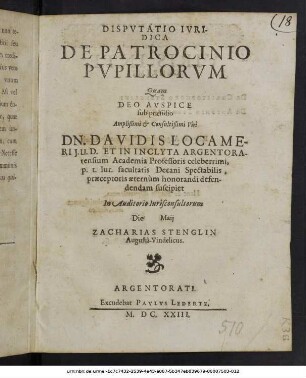 (18
DISPVTATIO IVRI-
DICA
DE PATROCINIO
PVPILLORVM
Quam
DEO AVSPICE
sub præsidio
Amplissimi & Consultissimi Viri
DN. DAVIDIS LOCAME-
RI J.U.D. ET IN INCLYTA ARGENTORA-
tensium Academia Professoris celeberrimi,
p. t. Iur. facultatis Decani Spectabilis
præceptoris æternùm honorandi defen-
dendam suscipiet
In Auditorio Iurisconsultorum
Die Maij
ZACHARIAS STENGLIN
Augustâ-Vindelicus.
ARGENTORATI
Excudebat PAVLVS LEDERTZ,
M. DC. XXIII.
510